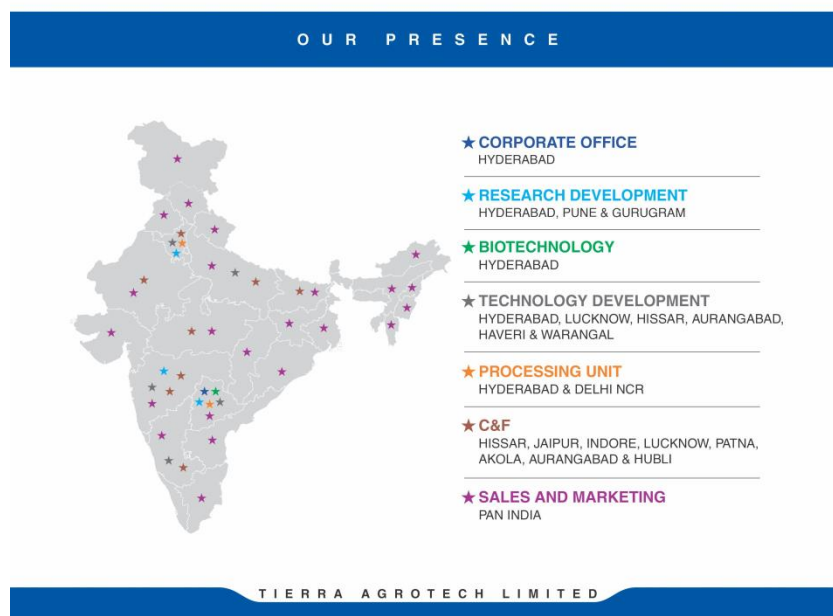 OUR PRESENCE
CORPORATE OFFICE
HYDERABAD
RESEARCH DEVELOPMENT
HYDERABAD, PUNE & GURUGRAM
BIOTECHNOLOGY
HYDERABAD
TECHNOLOGY DEVELOPMENT
HYDERABAD, LUCKNOW, HISSAR, AURANGABAD,
HAVERI & WARANGAL
PROCESSING UNIT
HYDERABAD & DELHI NCR
C&F
HISSAR, JAIPUR, INDORE, LUCKNOW, PATNA,
AKOLA, AURANGABAD & HUBLI
SALES AND MARKETING
PAN INDIA
TIERRA AGROTECH LIMITED